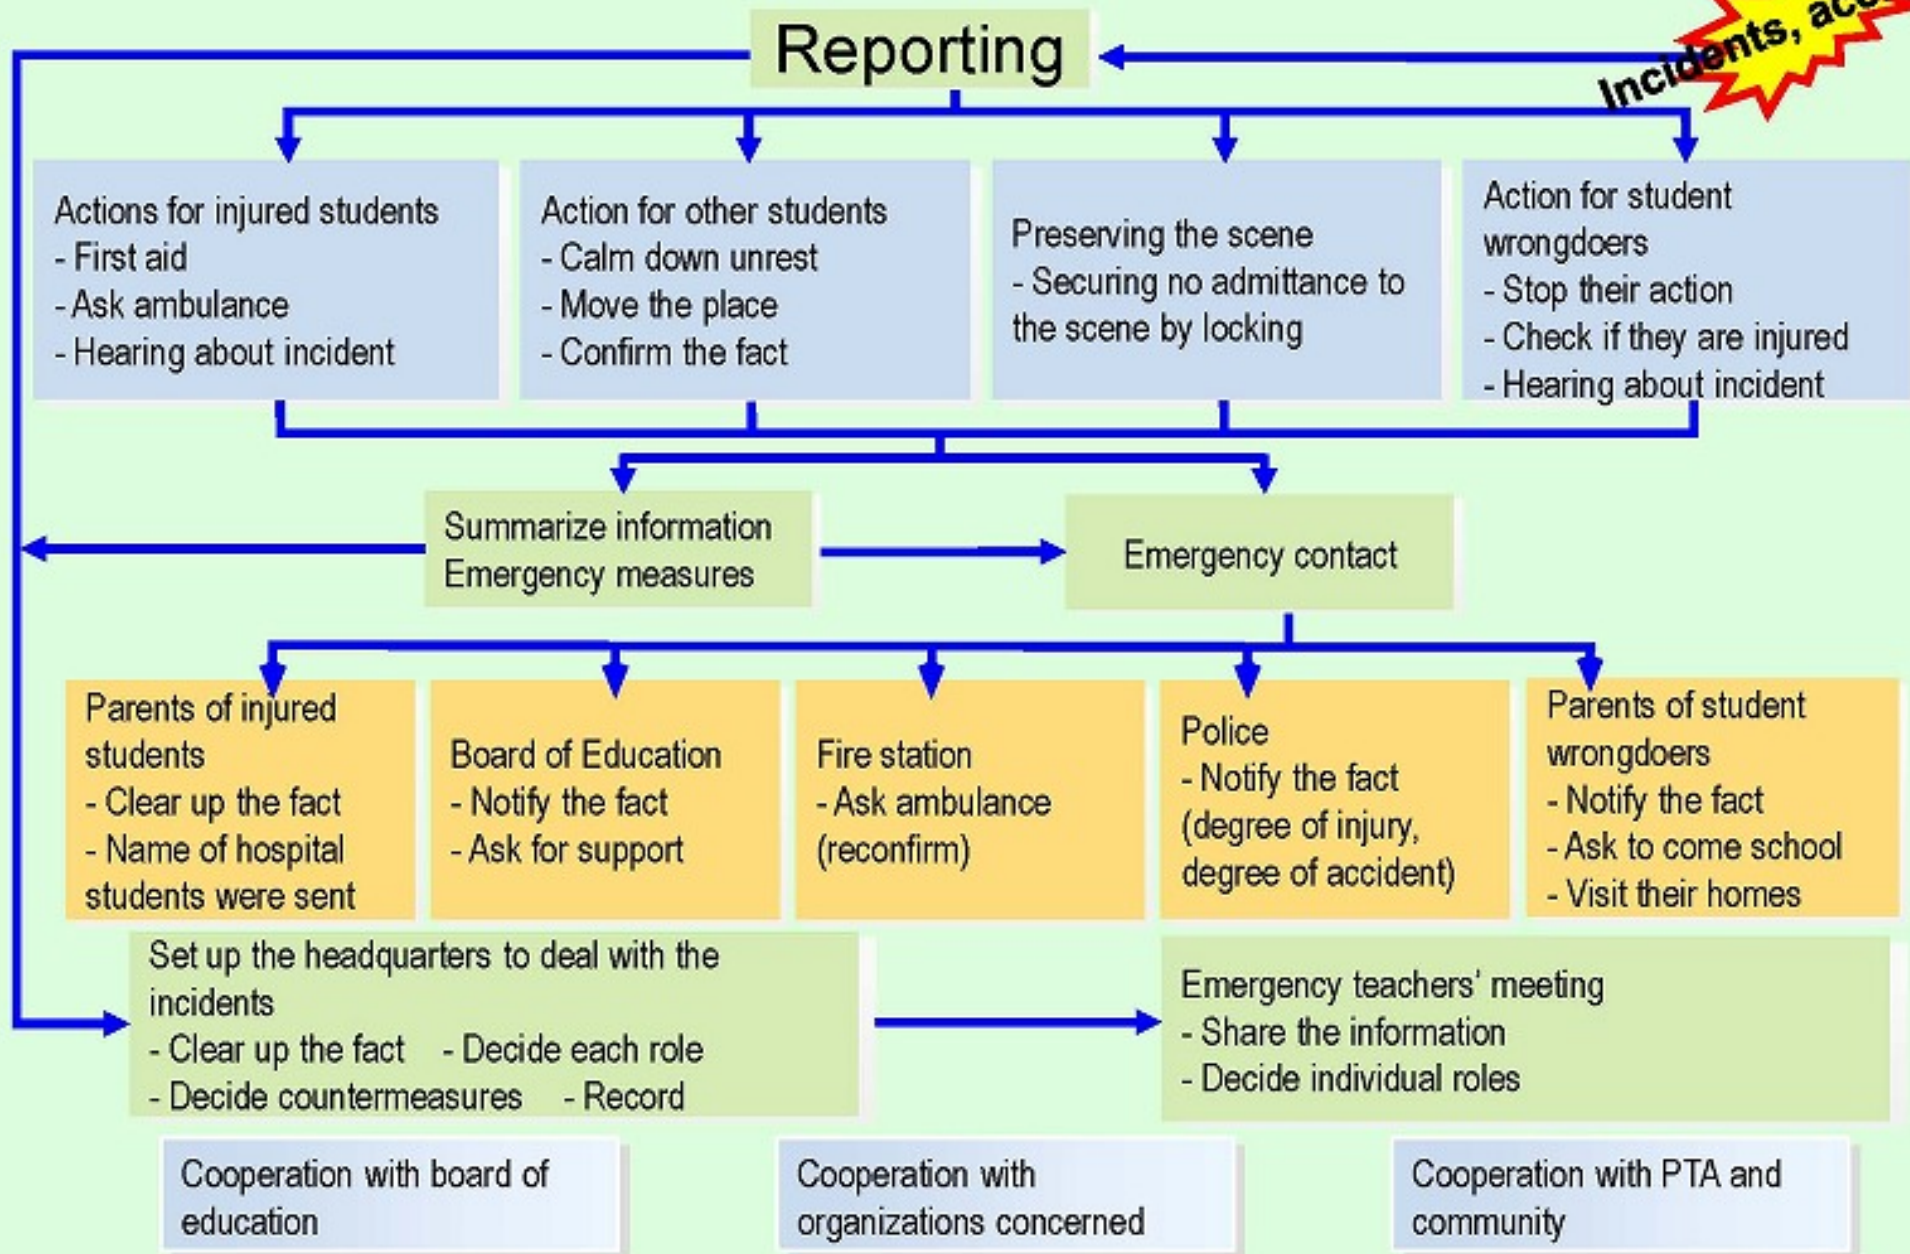 Reporting
Incidents,
Actions for injured students
- First aid
- Ask ambulance
- Hearing about incident
Action for other students
- Calm down unrest
- Move the place
- Confirm the fact
Preserving the scene
- Securing no admittance to
the scene by locking
Action for student
wrongdoers
- Stop their action
- Check if they are injured
- Hearing about incident
Summarize information
Emergency measures
Emergency contact
Parents of injured
students
- Clear up the fact
- Name of hospital
students were sent
Board of Education
- Notify the fact
- Ask for support
Fire station
- Ask ambulance
(reconfirm)
Police
- Notify the fact
(degree of injury,
degree of accident)
Parents of student
wrongdoers
- Notify the fact
- Ask to come school
- Visit their homes
Set up the headquarters to deal with the
incidents
- Clear up the fact - Decide each role
- Decide countermeasures - Record
Emergency teachers' meeting
- Share the information
- Decide individual roles
Cooperation with board of
education
Cooperation with
organizations concerned
Cooperation with PTA and
community